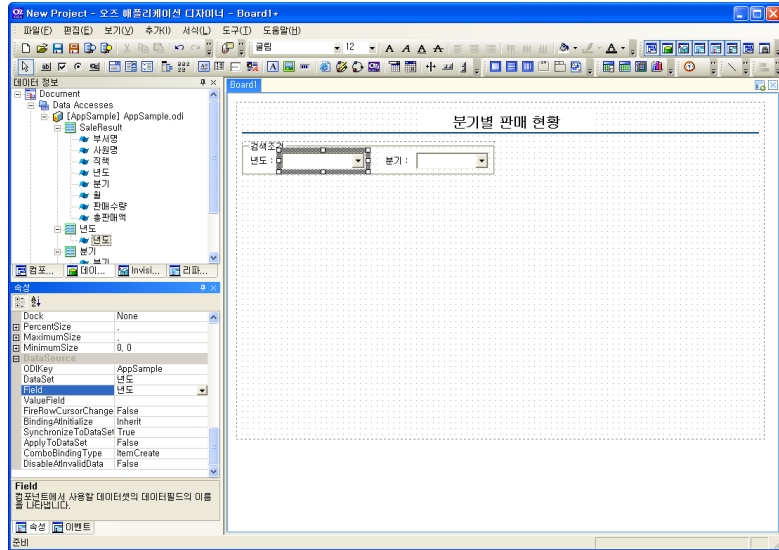 New Project - 오즈 애플리케이션 디자이너 - Board1*
파일(F) 편집(E) 보기(V) 추가(I) 서식(L) 도구(T) 도움말(H)
굴림 12
데이터 정보
Document
Data Accesses
[AppSample] AppSample.odi
SaleResult
부서명
사원명
직책
년도
분기
월
판매수량
총판매액
년도
년도
분기
분기
컴포... 데이... Invisi... 리파...
속성
Dock None
PercentSize ,
MaximumSize ,
MinimumSize 0, 0
DataSource
ODIKey AppSample
DataSet 년도
Field 년도
ValueField
FireRowCursorChange False
BindingAtInitialize Inherit
SynchronizeToDataSet True
ApplyToDataSet False
ComboBindingType ItemCreate
DisableAtInvalidData False
Field
컴포넌트에서 사용할 데이터셋의 데이터필드의 이름
을 나타냅니다.
속성 이벤트
준비
Board1
분기별 판매 현황
검색조건
년도 : 분기 :